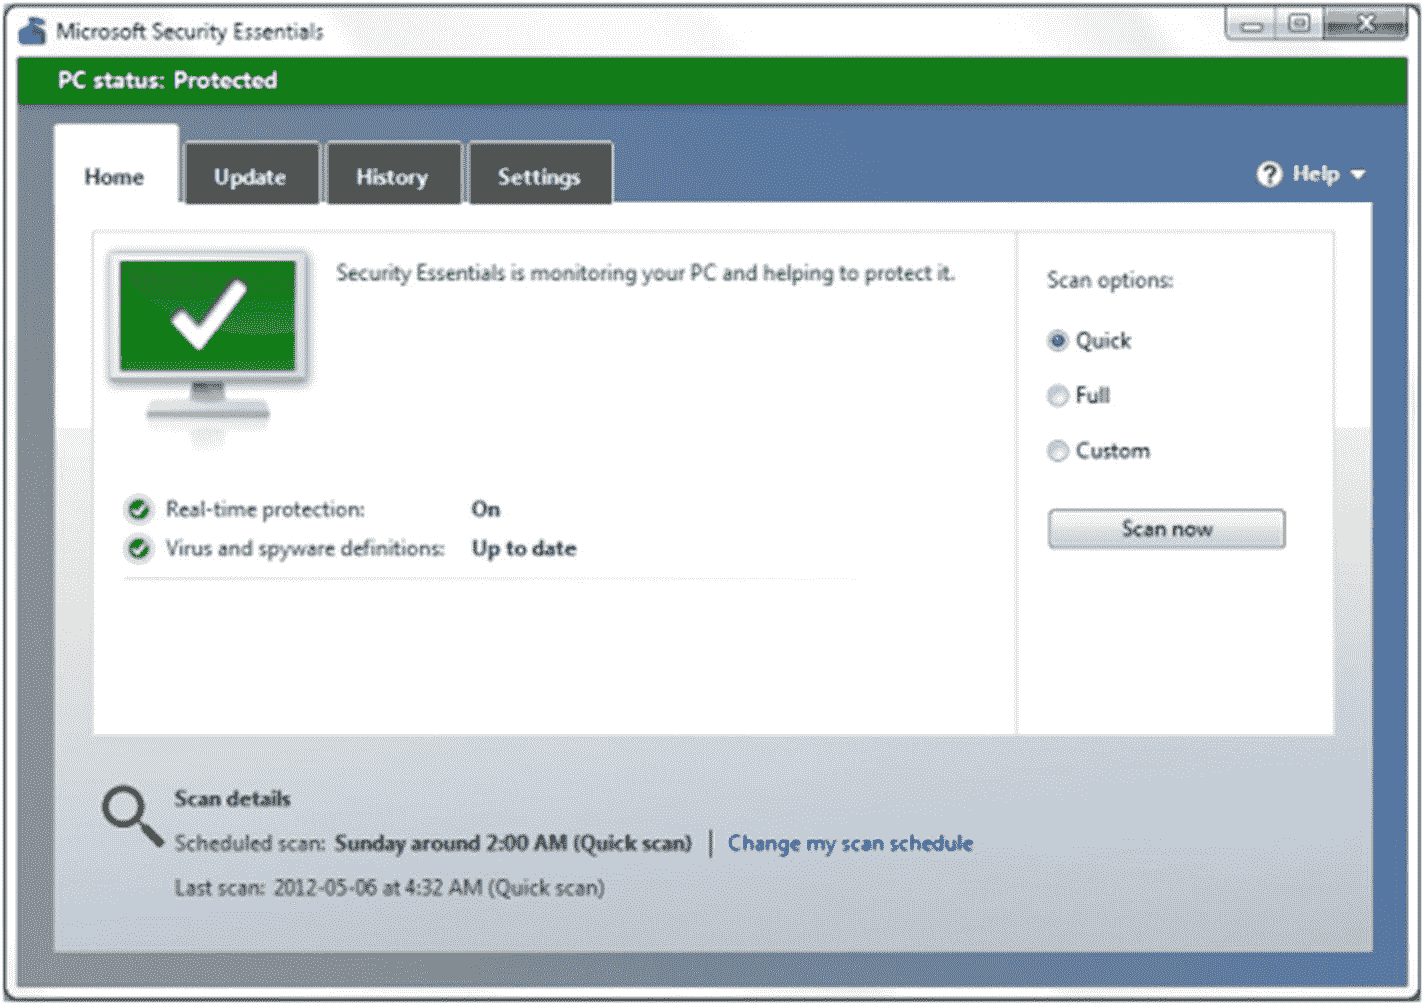 Microsoft Security Essentials
PC status: Protected
Home
Update
History
Settings
? Help
Security Essentials is monitoring your PC and helping to protect it.
Real-time protection: On
Virus and spyware definitions: Up to date
Scan options:
Quick
Full
Custom
Scan now
Scan details
Scheduled scan: Sunday around 2:00 AM (Quick scan) | Change my scan schedule
Last scan: 2012-05-06 at 4:32 AM (Quick scan)